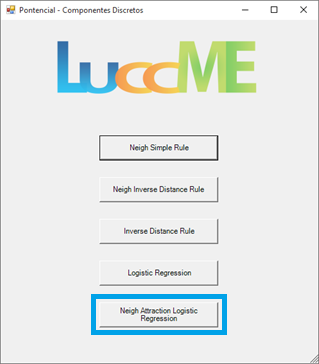 Pontencial - Componentes Discretos
LuccME
Neigh Simple Rule
Neigh Inverse Distance Rule
Inverse Distance Rule
Logistic Regression
Neigh Attraction Logistic
Regression